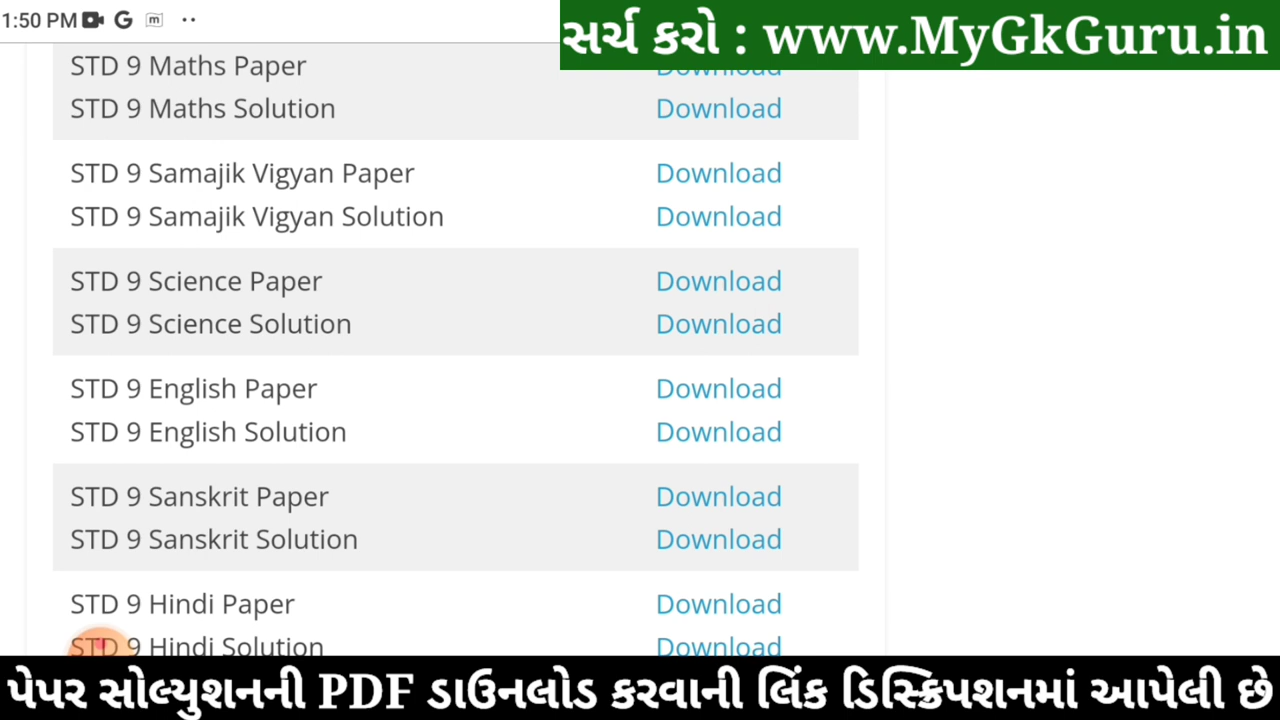 1:50 PM
સર્ચ કરો : www.MyGkGuru.in
STD 9 Maths Paper Download
STD 9 Maths Solution Download
STD 9 Samajik Vigyan Paper Download
STD 9 Samajik Vigyan Solution Download
STD 9 Science Paper Download
STD 9 Science Solution Download
STD 9 English Paper Download
STD 9 English Solution Download
STD 9 Sanskrit Paper Download
STD 9 Sanskrit Solution Download
STD 9 Hindi Paper Download
STD 9 Hindi Solution Download
પેપર સોલ્યુશનની PDF ડાઉનલોડ કરવાની લિંક ડિસ્ક્રિપશનમાં આપેલી છે